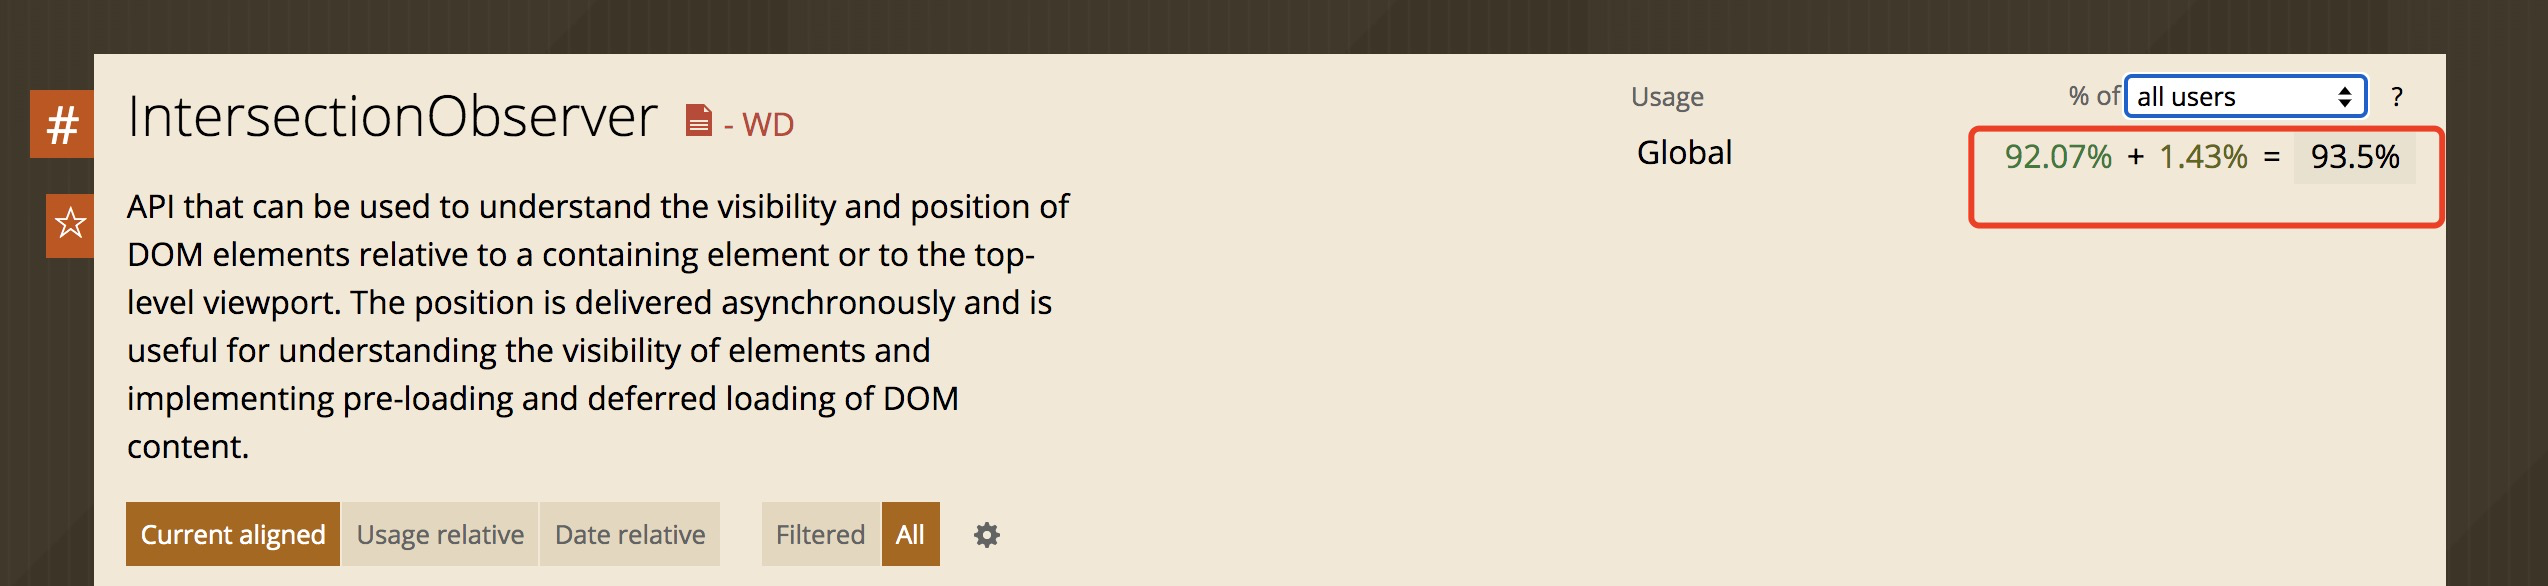 #
IntersectionObserver - WD
Usage
% of all users ?
Global
92.07% + 1.43% = 93.5%
API that can be used to understand the visibility and position of
DOM elements relative to a containing element or to the top-
level viewport. The position is delivered asynchronously and is
useful for understanding the visibility of elements and
implementing pre-loading and deferred loading of DOM
content.
Current aligned Usage relative Date relative Filtered All